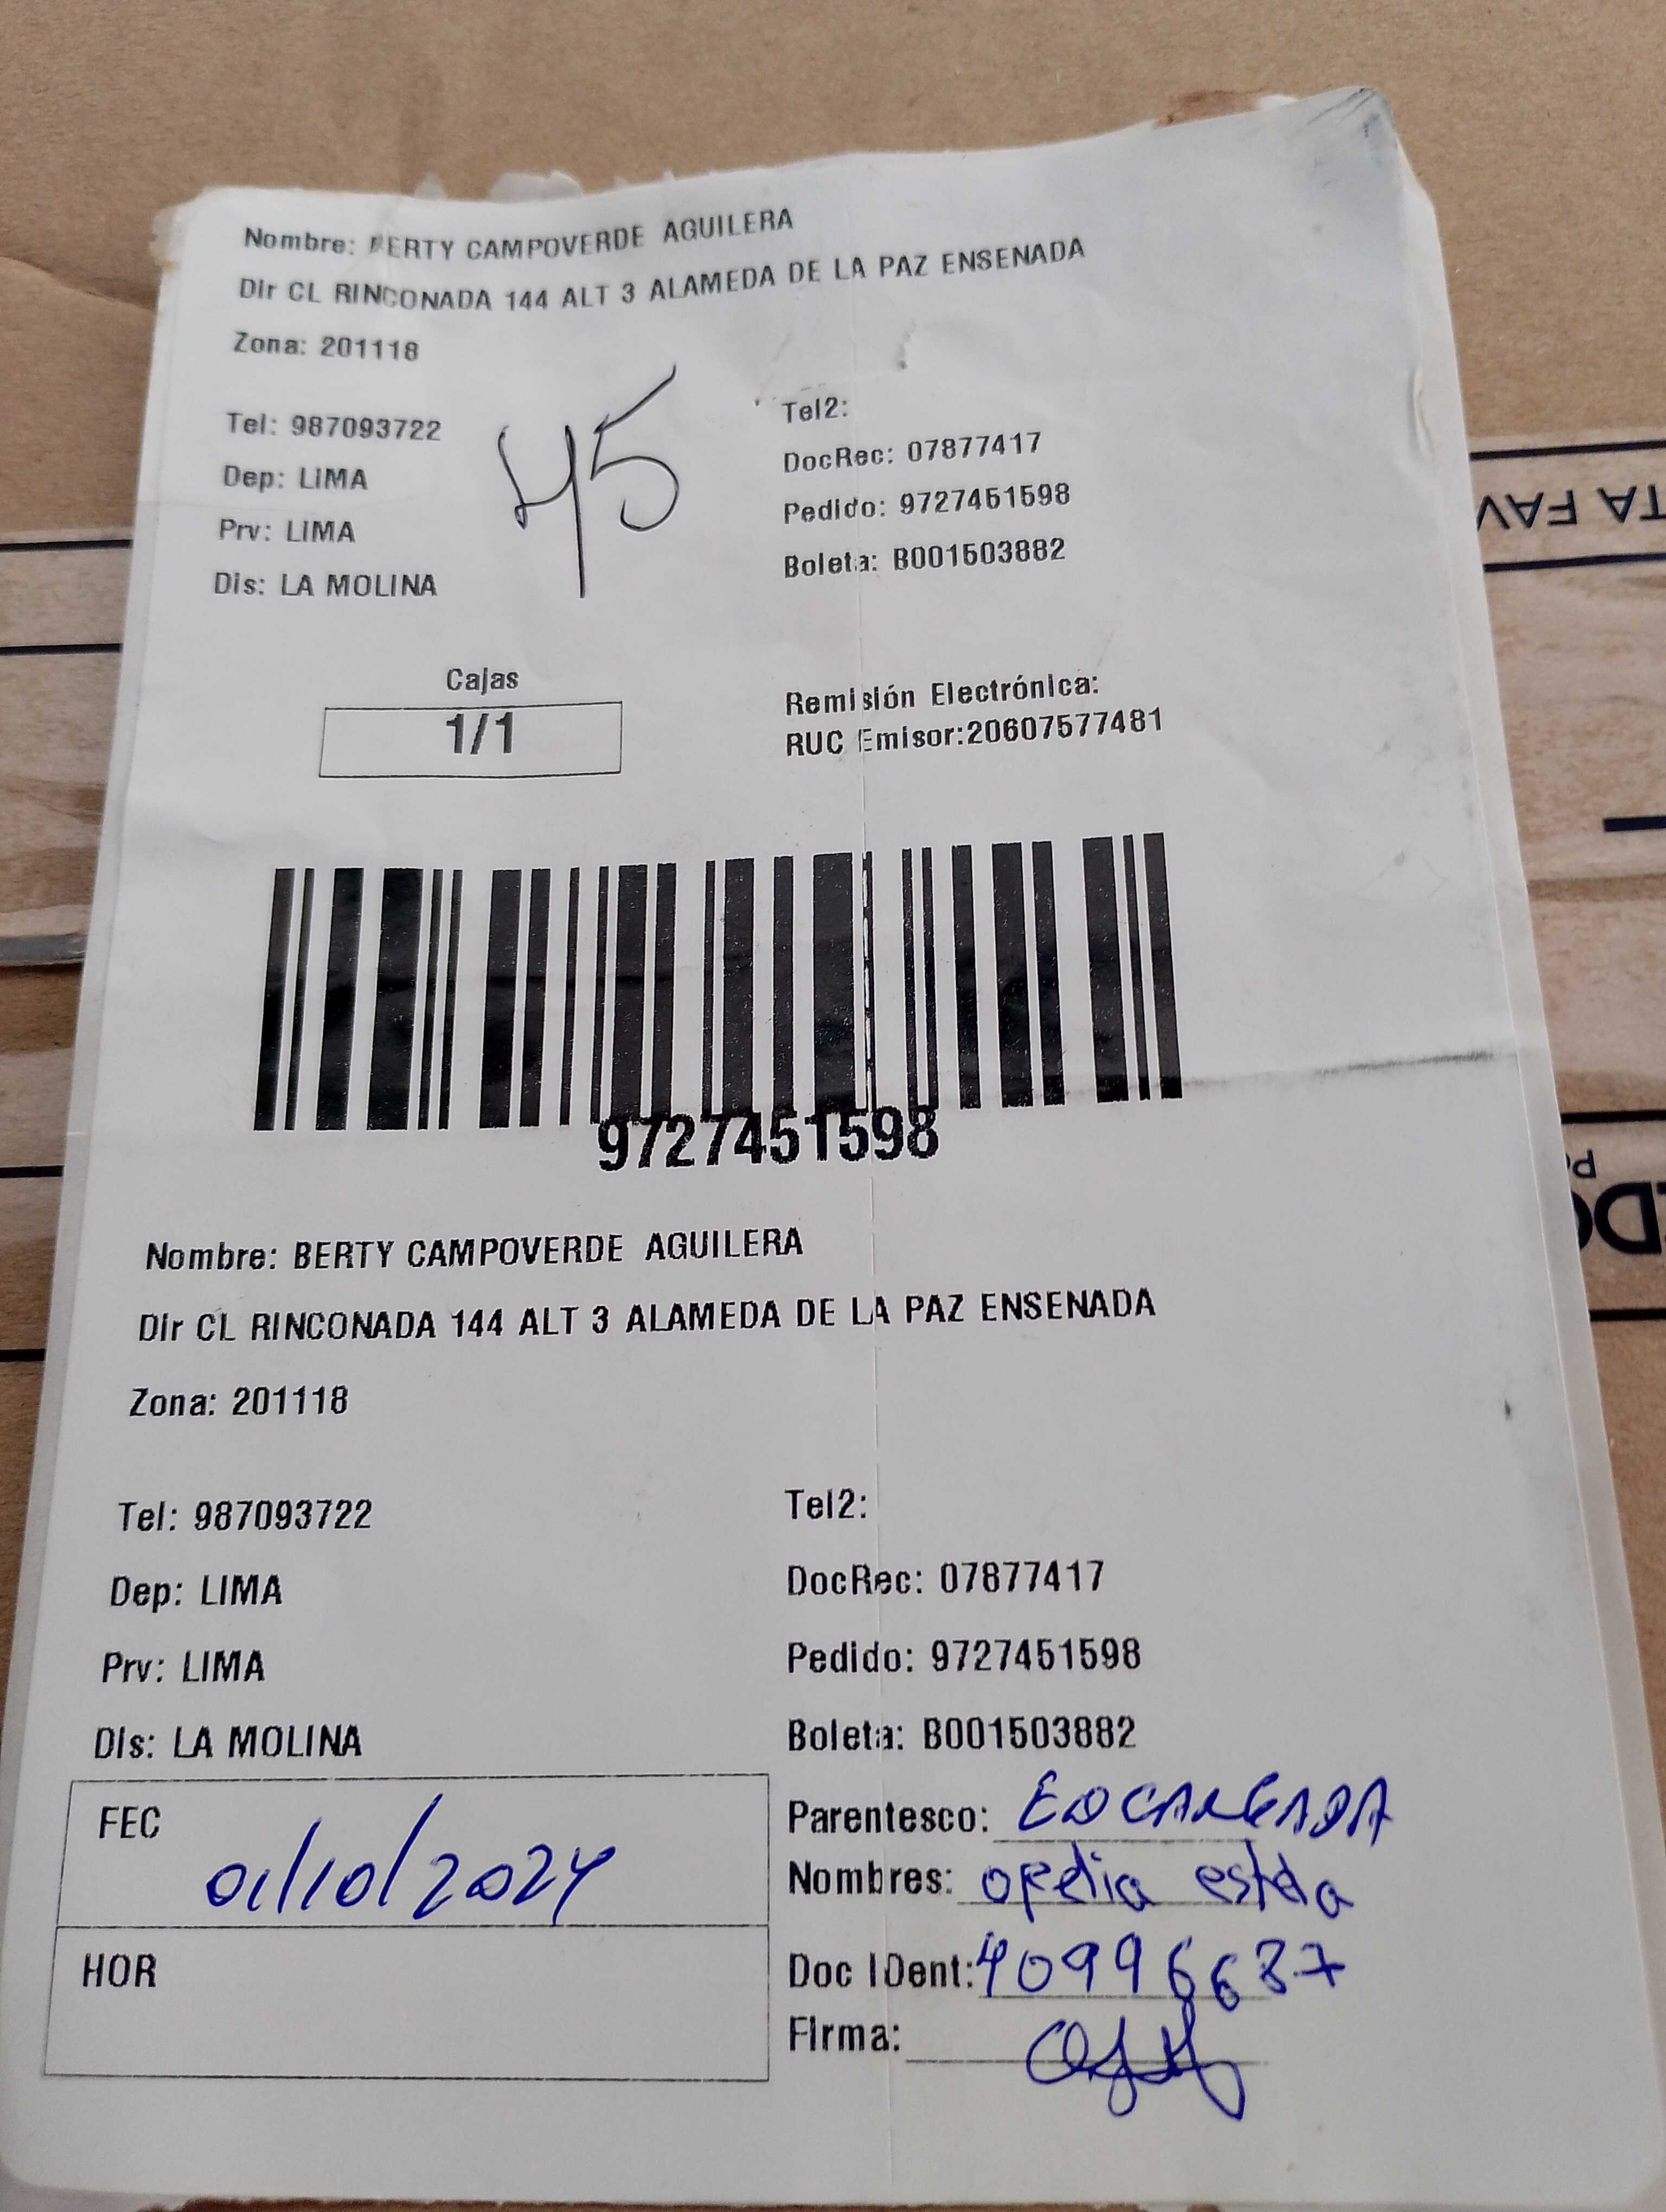 Nombre: BERTY CAMPOVERDE AGUILERA
Dir CL RINCONADA 144 ALT 3 ALAMEDA DE LA PAZ ENSENADA
Zona: 201118
Tel: 987093722
45
Tel2:
Dep: LIMA
DocRec: 07877417
Prv: LIMA
Pedido: 9727451598
Dis: LA MOLINA
Boleta: B001503882
Cajas
1/1
Remisión Electrónica:
RUC Emisor:20607577481
9727451598
Nombre: BERTY CAMPOVERDE AGUILERA
Dir CL RINCONADA 144 ALT 3 ALAMEDA DE LA PAZ ENSENADA
Zona: 201118
Tel: 987093722
Tel2:
Dep: LIMA
DocRec: 07877417
Prv: LIMA
Pedido: 9727451598
Dis: LA MOLINA
Boleta: B001503882
FEC
01/10/2024
HOR
Parentesco: ENCARGADA
Nombres: ofelia estela
Doc IDent: 40996687
Firma:
TA FAV